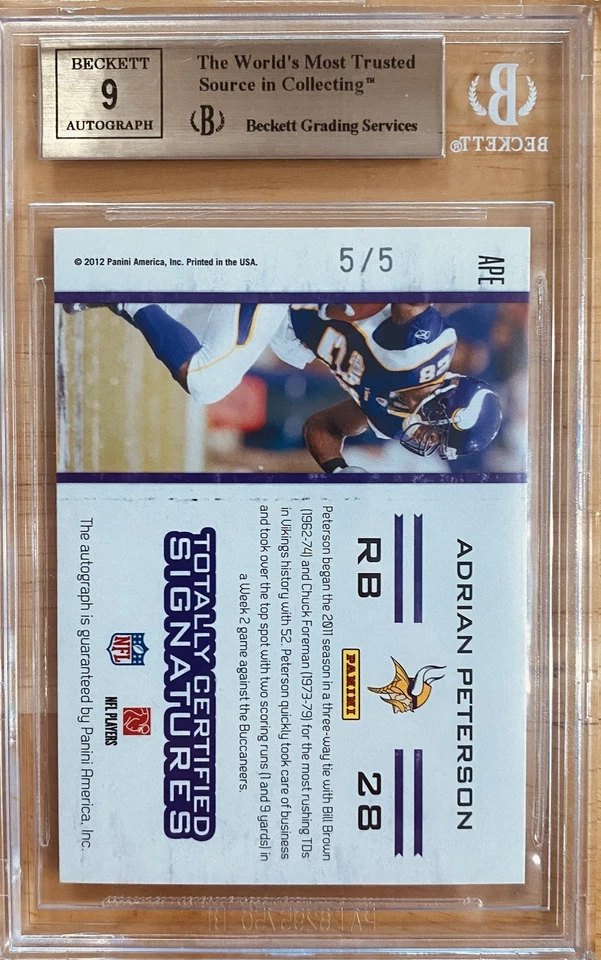 BECKETT
9
AUTOGRAPH
The World's Most Trusted
Source in Collecting™
B
Beckett Grading Services
B
BECKETT®
© 2012 Panini America, Inc. Printed in the USA.
5/5
APE
28
ADRIAN PETERSON
RB
28
PANINI
Peterson began the 2011 season in a three-way tie with Bill Brown
(1962-74) and Chuck Foreman (1973-79) for the most rushing TDs
in Vikings history with 52. Peterson quickly took care of business
and took over the top spot with two scoring runs (1 and 9 yards) in
a Week 2 game against the Buccaneers.
TOTALLY CERTIFIED
SIGNATURES
NFL
NFL PLAYERS
The autograph is guaranteed by Panini America, Inc.